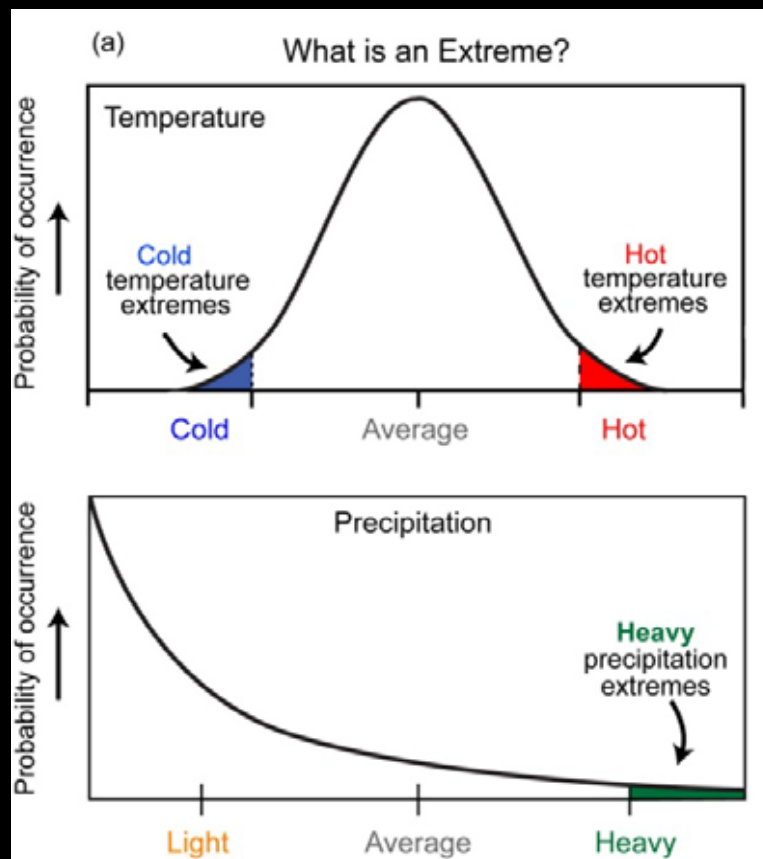 (a)
What is an Extreme?
Probability of occurrence
Temperature
Cold
temperature
extremes
Hot
temperature
extremes
Cold
Average
Hot
Probability of occurrence
Precipitation
Heavy
precipitation
extremes
Light
Average
Heavy